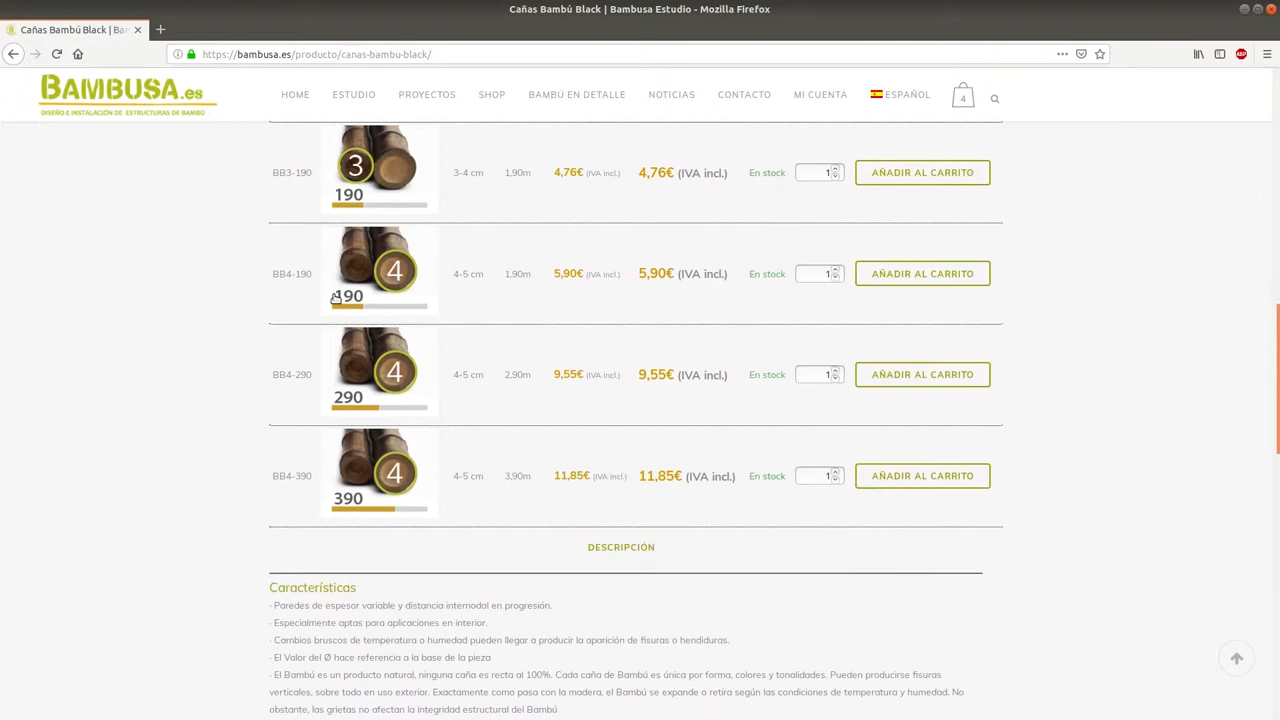 Cañas Bambú Black | Bambusa Estudio - Mozilla Firefox
Cañas Bambú Black | Bam
https://bambusa.es/producto/canas-bambu-black/
ABP
BAMBUSA.es
DISEÑO E INSTALACIÓN DE ESTRUCTURAS DE BAMBÚ
HOME ESTUDIO PROYECTOS SHOP BAMBÚ EN DETALLE NOTICIAS CONTACTO MI CUENTA ESPAÑOL 4
3
190
BB3-190 3-4 cm 1,90m 4,76€ (IVA incl.) 4,76€ (IVA incl.) En stock 1 AÑADIR AL CARRITO
4
190
BB4-190 4-5 cm 1,90m 5,90€ (IVA incl.) 5,90€ (IVA incl.) En stock 1 AÑADIR AL CARRITO
4
290
BB4-290 4-5 cm 2,90m 9,55€ (IVA incl.) 9,55€ (IVA incl.) En stock 1 AÑADIR AL CARRITO
4
390
BB4-390 4-5 cm 3,90m 11,85€ (IVA incl.) 11,85€ (IVA incl.) En stock 1 AÑADIR AL CARRITO
DESCRIPCIÓN
Características
· Paredes de espesor variable y distancia internodal en progresión.
· Especialmente aptas para aplicaciones en interior.
· Cambios bruscos de temperatura o humedad pueden llegar a producir la aparición de fisuras o hendiduras.
· El Valor del Ø hace referencia a la base de la pieza
· El Bambú es un producto natural, ninguna caña es recta al 100%. Cada caña de Bambú es única por forma, colores y tonalidades. Pueden producirse fisuras
verticales, sobre todo en uso exterior. Exactamente como pasa con la madera, el Bambú se expande o retira según las condiciones de temperatura y humedad. No
obstante, las grietas no afectan la integridad estructural del Bambú